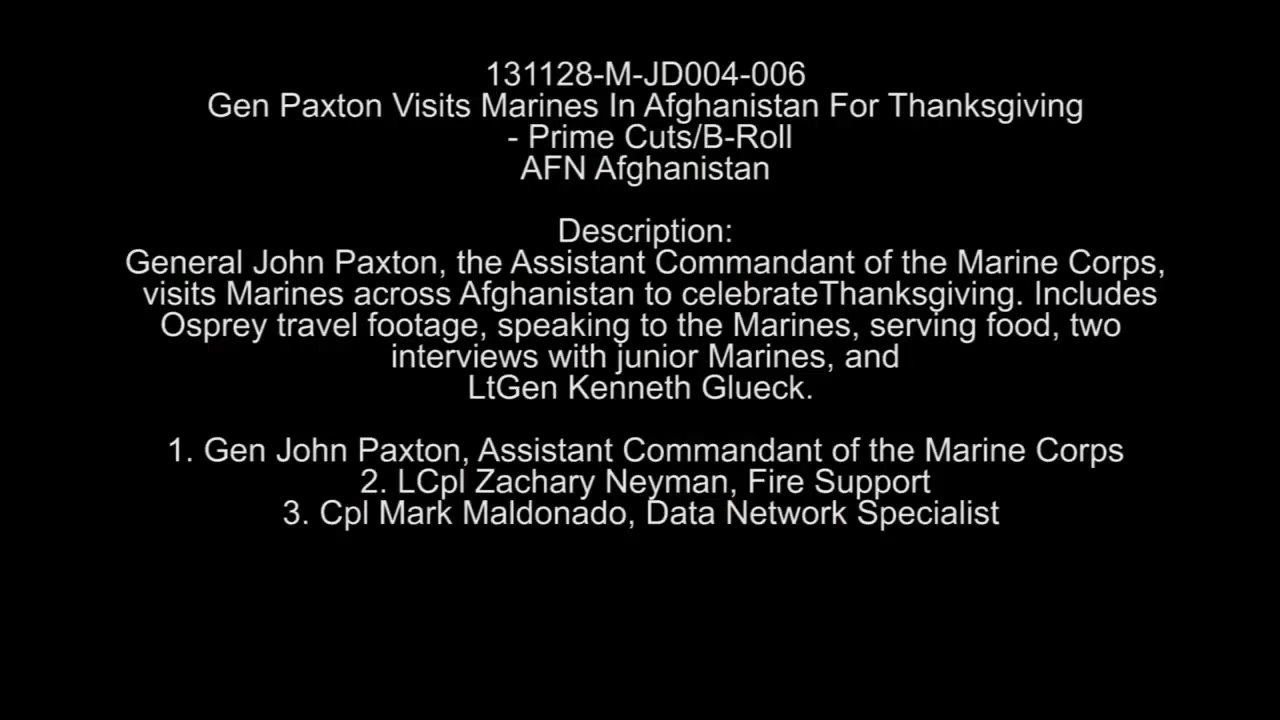 131128-M-JD004-006
Gen Paxton Visits Marines In Afghanistan For Thanksgiving
- Prime Cuts/B-Roll
AFN Afghanistan
Description:
General John Paxton, the Assistant Commandant of the Marine Corps,
visits Marines across Afghanistan to celebrateThanksgiving. Includes
Osprey travel footage, speaking to the Marines, serving food, two
interviews with junior Marines, and
LtGen Kenneth Glueck.
1. Gen John Paxton, Assistant Commandant of the Marine Corps
2. LCpl Zachary Neyman, Fire Support
3. Cpl Mark Maldonado, Data Network Specialist